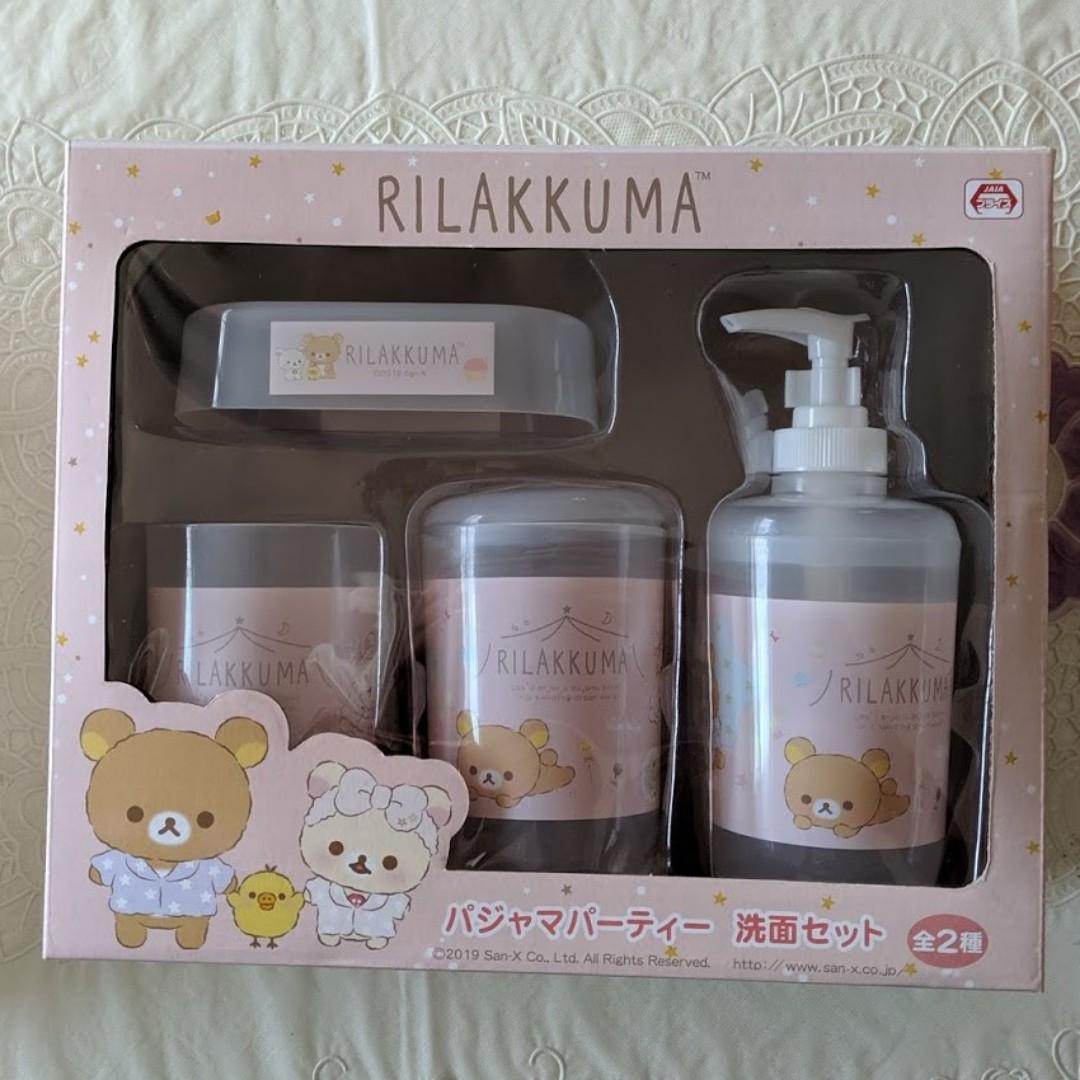 RILAKKUMA™
JAIA
プライズ
RILAKKUMA™
©2019 San-X
RILAKKUMA
RILAKKUMA
RILAKKUMA
パジャマパーティー 洗面セット 全2種
©2019 San-X Co., Ltd. All Rights Reserved. http://www.san-x.co.jp/